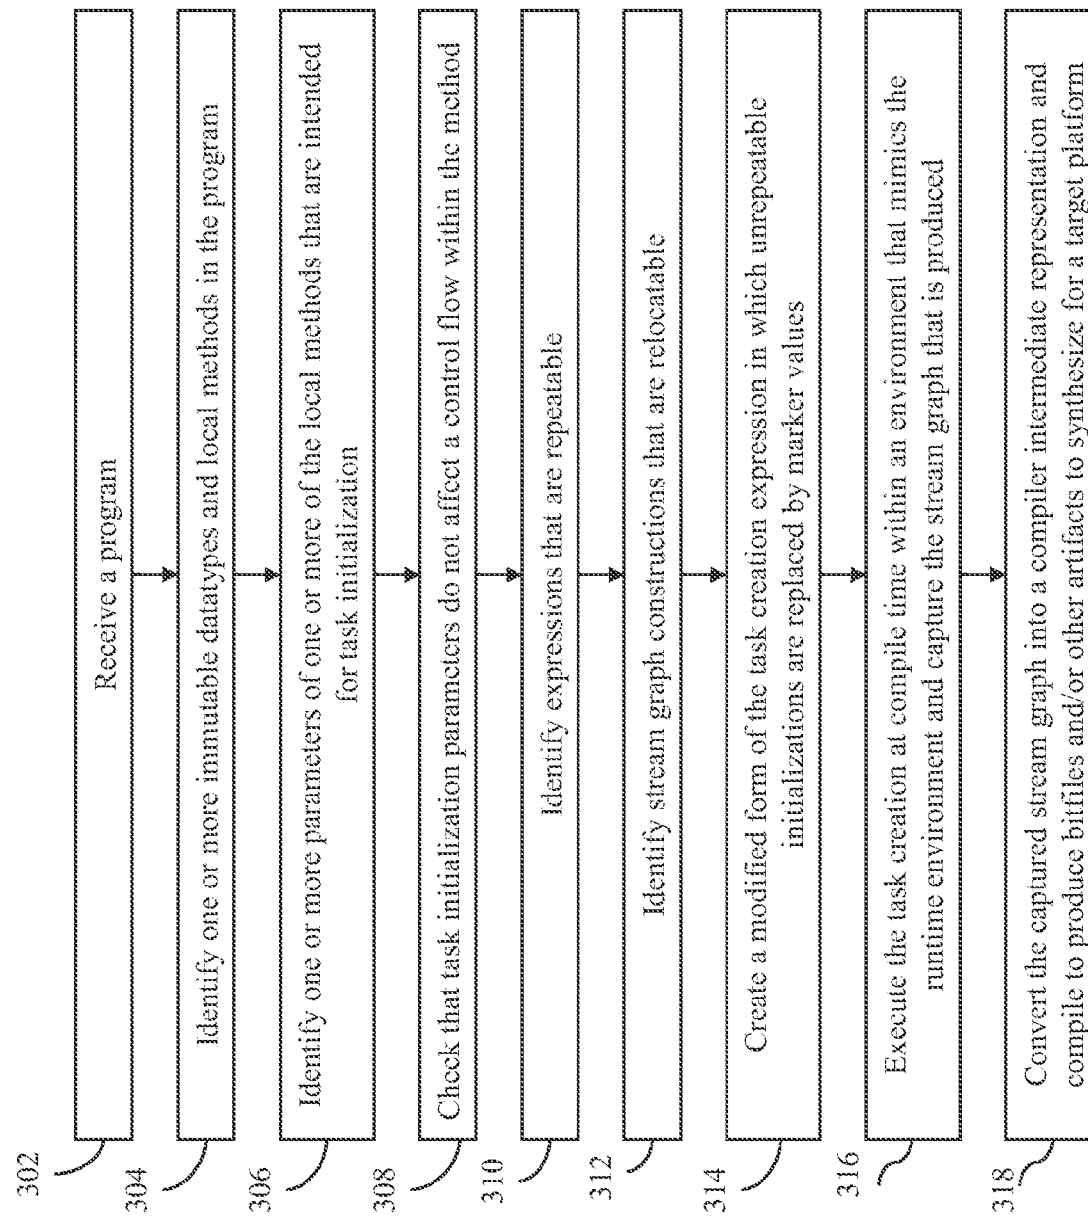 302
Receive a program
304
Identify one or more immutable datatypes and local methods in the program
306
Identify one or more parameters of one or more of the local methods that are intended
for task initialization
308
Check that task initialization parameters do not affect a control flow within the method
310
Identify expressions that are repeatable
312
Identify stream graph constructions that are relocatable
314
Create a modified form of the task creation expression in which unrepeatable
initializations are replaced by marker values
316
Execute the task creation at compile time within an environment that mimics the
runtime environment and capture the stream graph that is produced
318
Convert the captured stream graph into a compiler intermediate representation and
compile to produce bitfiles and/or other artifacts to synthesize for a target platform